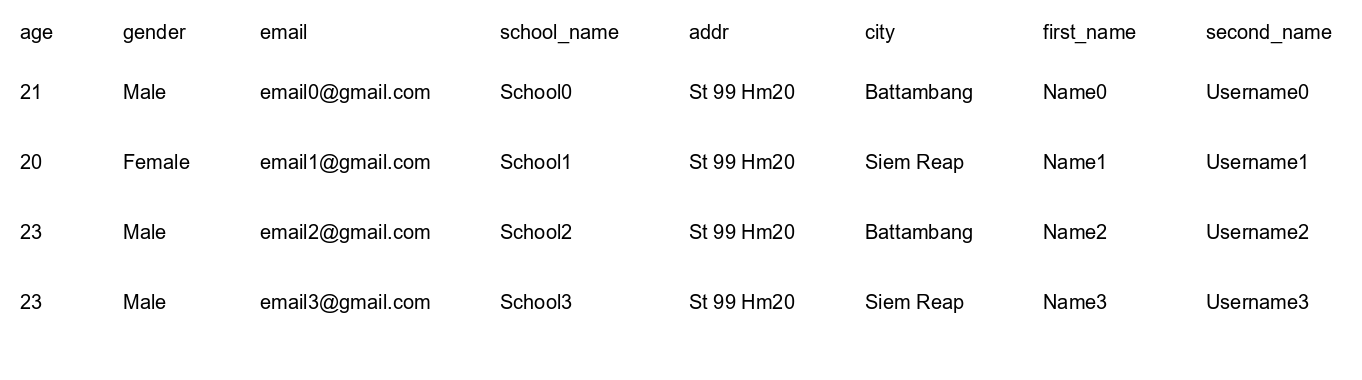 age gender email school_name addr city first_name second_name
21 Male email0@gmail.com School0 St 99 Hm20 Battambang Name0 Username0
20 Female email1@gmail.com School1 St 99 Hm20 Siem Reap Name1 Username1
23 Male email2@gmail.com School2 St 99 Hm20 Battambang Name2 Username2
23 Male email3@gmail.com School3 St 99 Hm20 Siem Reap Name3 Username3